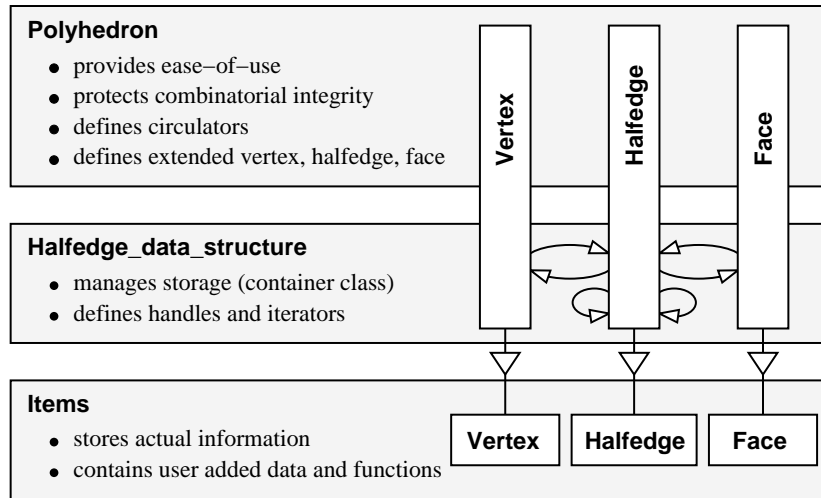 Polyhedron
• provides ease−of−use
• protects combinatorial integrity
• defines circulators
• defines extended vertex, halfedge, face
Vertex
Halfedge
Face
Halfedge_data_structure
• manages storage (container class)
• defines handles and iterators
Items
• stores actual information
• contains user added data and functions
Vertex
Halfedge
Face